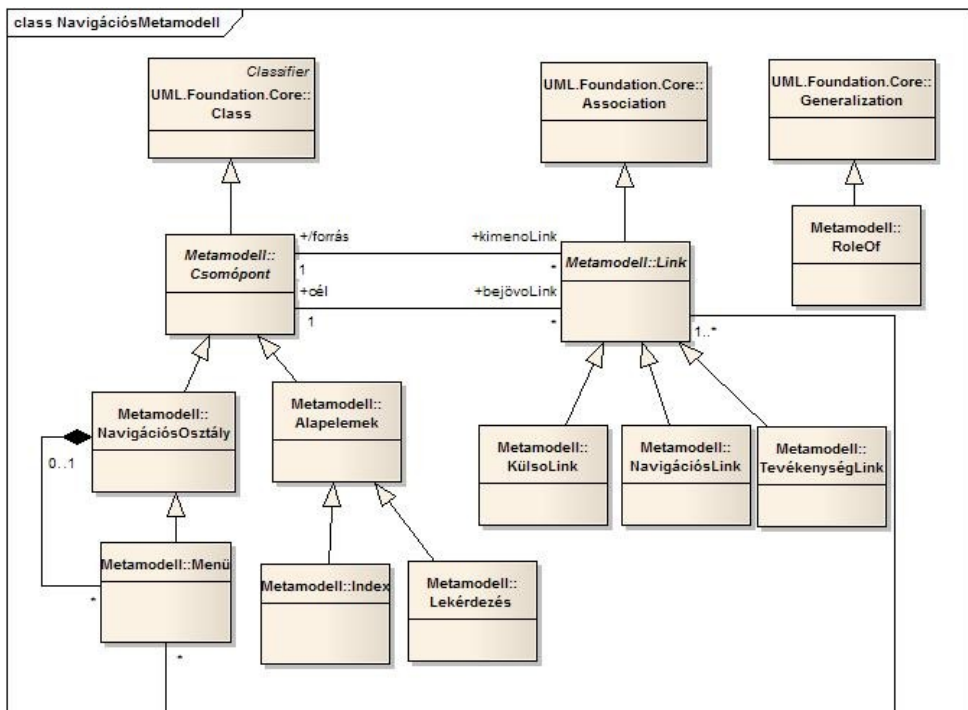 class NavigációsMetamodell
Classifier
UML.Foundation.Core::
Class
UML.Foundation.Core::
Association
UML.Foundation.Core::
Generalization
Metamodell::
RoleOf
Metamodell::
Csomópont
+/forrás
+kimenoLink
1
*
+cél
+bejövoLink
1
*
Metamodell::Link
1..*
Metamodell::
NavigációsOsztály
0..1
Metamodell::
Alapelemek
Metamodell::
KülsoLink
Metamodell::
NavigációsLink
Metamodell::
TevékenységLink
Metamodell::Menü
*
*
Metamodell::Index
Metamodell::
Lekérdezés